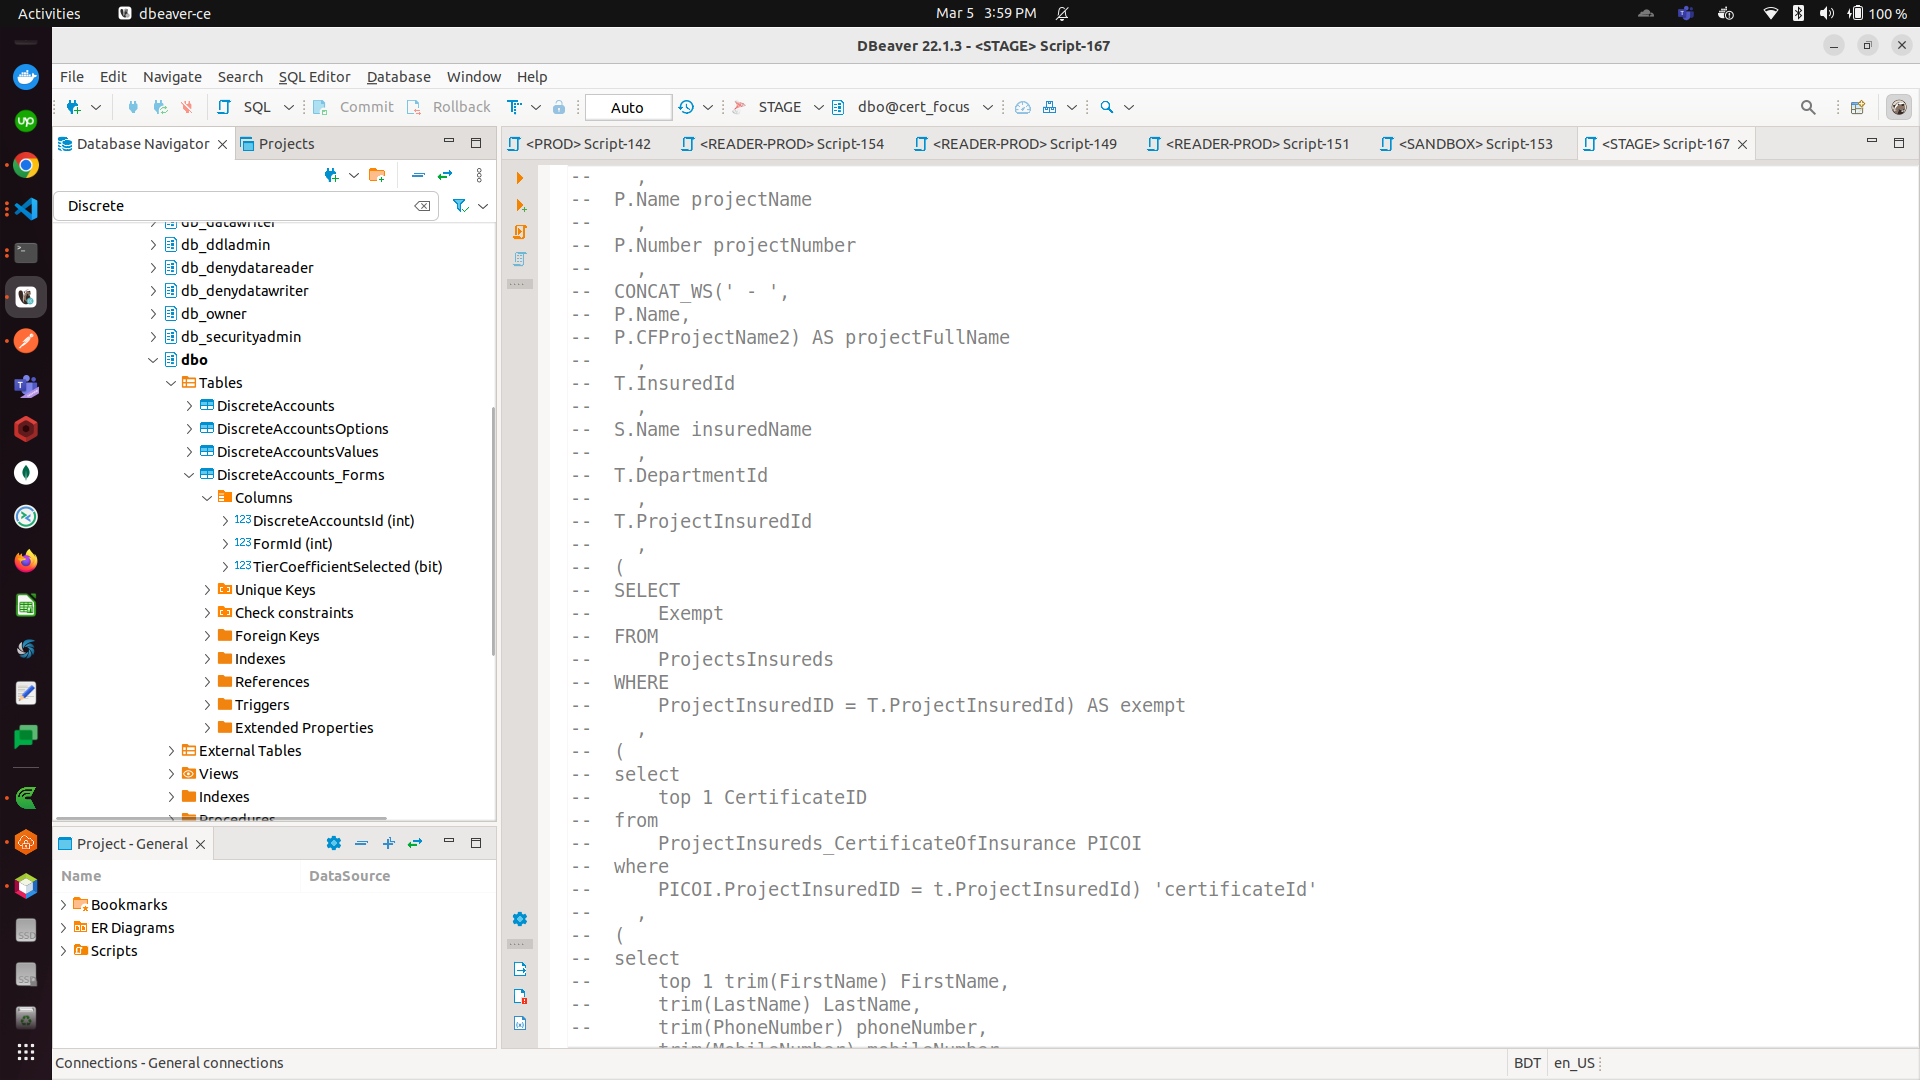 Activities
dbeaver-ce
Mar 5 3:59 PM
100 %
DBeaver 22.1.3 - <STAGE> Script-167
File Edit Navigate Search SQL Editor Database Window Help
SQL Commit Rollback Auto STAGE dbo@cert_focus
Database Navigator
Projects
<PROD> Script-142
<READER-PROD> Script-154
<READER-PROD> Script-149
<READER-PROD> Script-151
<SANDBOX> Script-153
<STAGE> Script-167
Discrete
db_datawriter
db_ddladmin
db_denydatareader
db_denydatawriter
db_owner
db_securityadmin
dbo
Tables
DiscreteAccounts
DiscreteAccountsOptions
DiscreteAccountsValues
DiscreteAccounts_Forms
Columns
123 DiscreteAccountsId (int)
123 FormId (int)
123 TierCoefficientSelected (bit)
Unique Keys
Check constraints
Foreign Keys
Indexes
References
Triggers
Extended Properties
External Tables
Views
Indexes
Procedures
Project - General
Name DataSource
Bookmarks
ER Diagrams
Scripts
-- ,
-- P.Name projectName
-- ,
-- P.Number projectNumber
-- ,
-- CONCAT_WS(' - ',
-- P.Name,
-- P.CFProjectName2) AS projectFullName
-- ,
-- T.InsuredId
-- ,
-- S.Name insuredName
-- ,
-- T.DepartmentId
-- ,
-- T.ProjectInsuredId
-- ,
-- (
-- SELECT
-- Exempt
-- FROM
-- ProjectsInsureds
-- WHERE
-- ProjectInsuredID = T.ProjectInsuredId) AS exempt
-- ,
-- (
-- select
-- top 1 CertificateID
-- from
-- ProjectInsureds_CertificateOfInsurance PICOI
-- where
-- PICOI.ProjectInsuredID = t.ProjectInsuredId) 'certificateId'
-- ,
-- (
-- select
-- top 1 trim(FirstName) FirstName,
-- trim(LastName) LastName,
-- trim(PhoneNumber) phoneNumber,
-- trim(MobileNumber) mobileNumber
Connections - General connections
BDT en_US